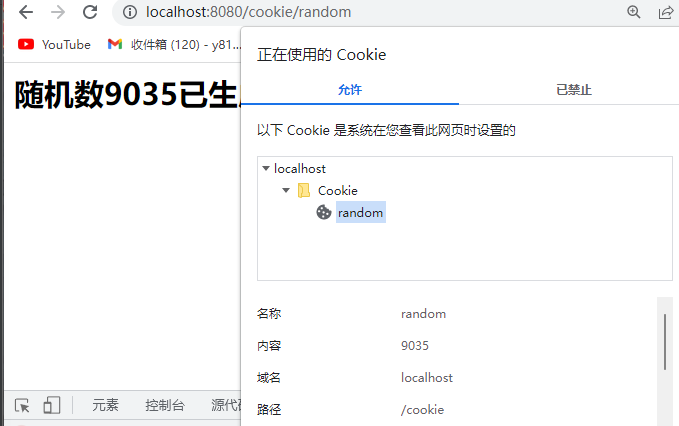 localhost:8080/cookie/random
YouTube
收件箱 (120) - y81...
随机数9035已生
正在使用的 Cookie
允许
已禁止
以下 Cookie 是系统在您查看此网页时设置的
localhost
Cookie
random
名称 random
内容 9035
域名 localhost
路径 /cookie
元素 控制台 源代